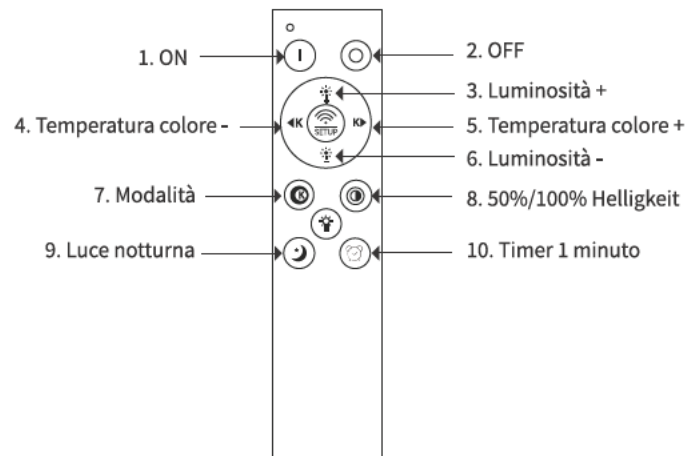 1. ON
2. OFF
3. Luminosità +
4. Temperatura colore -
K
SETUP
K
5. Temperatura colore +
6. Luminosità -
7. Modalità
K
8. 50%/100% Helligkeit
9. Luce notturna
10. Timer 1 minuto